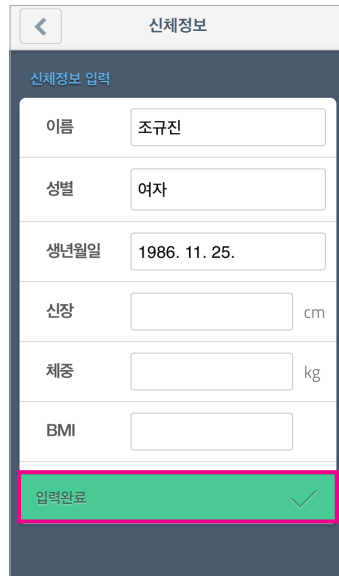 신체정보
신체정보 입력
이름 조규진
성별 여자
생년월일 1986. 11. 25.
신장 cm
체중 kg
BMI
입력완료